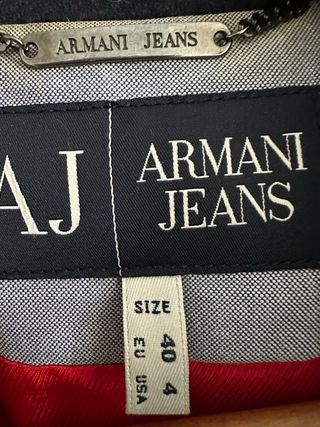 ARMANI JEANS
AJ
ARMANI
JEANS
SIZE
40 4
EU USA